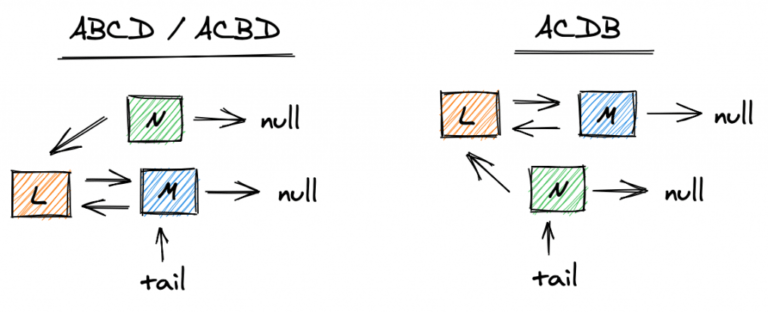 ABCD / ACBD
N null
L M null
tail
ACDB
L M null
N null
tail